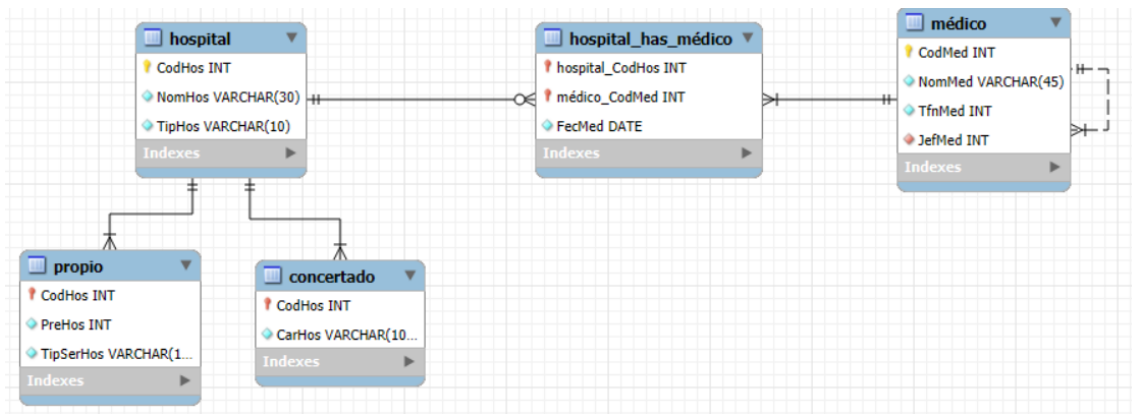 hospital
CodHos INT
NomHos VARCHAR(30)
TipHos VARCHAR(10)
Indexes
hospital_has_médico
hospital_CodHos INT
médico_CodMed INT
FecMed DATE
Indexes
médico
CodMed INT
NomMed VARCHAR(45)
TfnMed INT
JefMed INT
Indexes
propio
CodHos INT
PreHos INT
TipSerHos VARCHAR(1...
Indexes
concertado
CodHos INT
CarHos VARCHAR(10...
Indexes